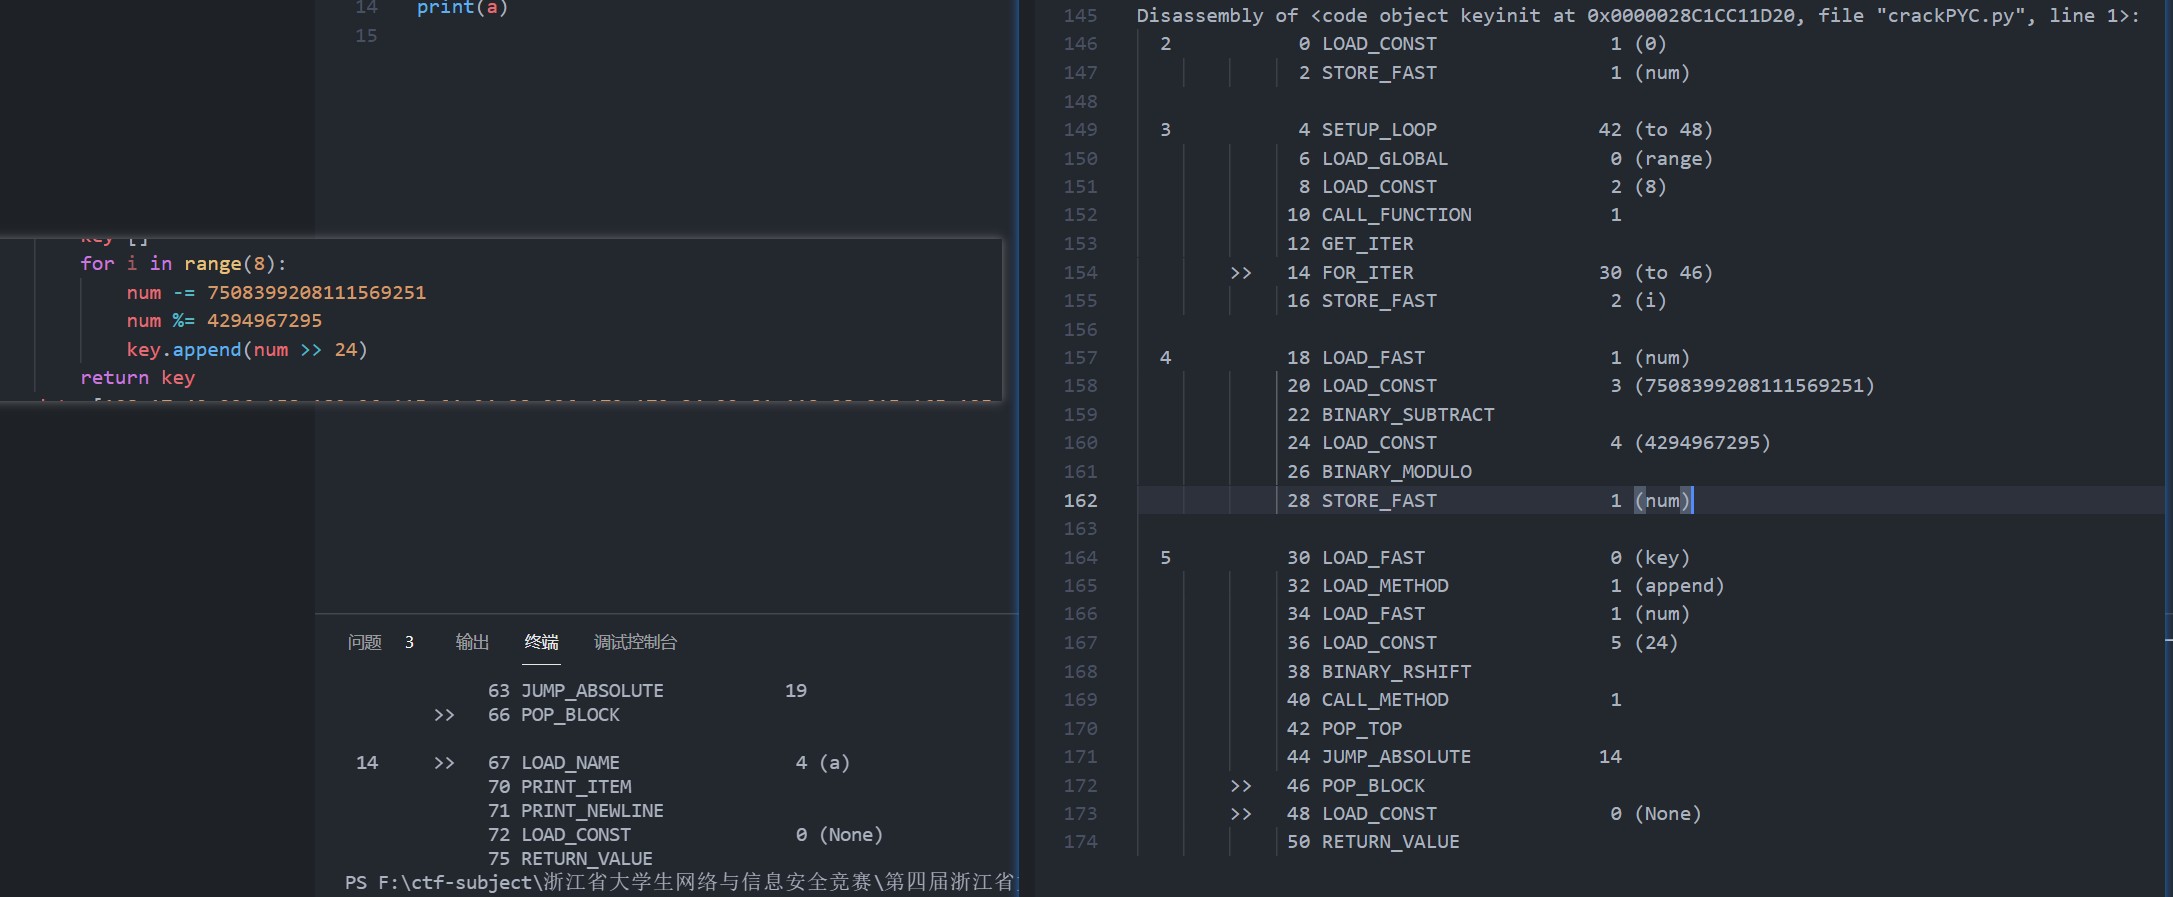 14 print(a)
15
for i in range(8):
num -= 7508399208111569251
num %= 4294967295
key.append(num >> 24)
return key
问题 3 输出 终端 调试控制台
63 JUMP_ABSOLUTE 19
>> 66 POP_BLOCK
14 >> 67 LOAD_NAME 4 (a)
70 PRINT_ITEM
71 PRINT_NEWLINE
72 LOAD_CONST 0 (None)
75 RETURN_VALUE
PS F:\ctf-subject\浙江省大学生网络与信息安全竞赛\第四届浙江省
145 Disassembly of <code object keyinit at 0x0000028C1CC11D20, file "crackPYC.py", line 1>:
146 2 0 LOAD_CONST 1 (0)
147 2 STORE_FAST 1 (num)
148
149 3 4 SETUP_LOOP 42 (to 48)
150 6 LOAD_GLOBAL 0 (range)
151 8 LOAD_CONST 2 (8)
152 10 CALL_FUNCTION 1
153 12 GET_ITER
154 >> 14 FOR_ITER 30 (to 46)
155 16 STORE_FAST 2 (i)
156
157 4 18 LOAD_FAST 1 (num)
158 20 LOAD_CONST 3 (7508399208111569251)
159 22 BINARY_SUBTRACT
160 24 LOAD_CONST 4 (4294967295)
161 26 BINARY_MODULO
162 28 STORE_FAST 1 (num)
163
164 5 30 LOAD_FAST 0 (key)
165 32 LOAD_METHOD 1 (append)
166 34 LOAD_FAST 1 (num)
167 36 LOAD_CONST 5 (24)
168 38 BINARY_RSHIFT
169 40 CALL_METHOD 1
170 42 POP_TOP
171 44 JUMP_ABSOLUTE 14
172 >> 46 POP_BLOCK
173 >> 48 LOAD_CONST 0 (None)
174 50 RETURN_VALUE